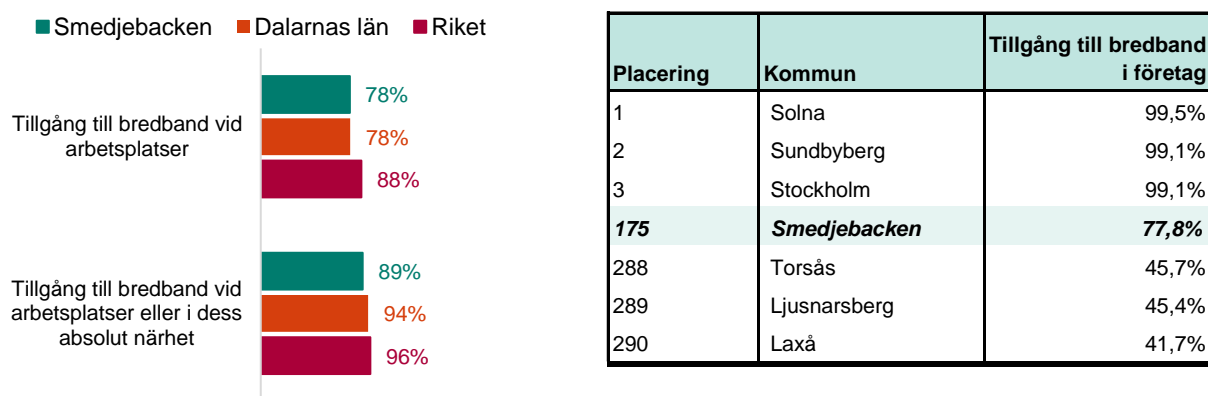 Smedjebacken Dalarnas län Riket
Tillgång till bredband vid
arbetsplatser
78%
78%
88%
Tillgång till bredband vid
arbetsplatser eller i dess
absolut närhet
89%
94%
96%
Placering Kommun Tillgång till bredband
i företag
1 Solna 99,5%
2 Sundbyberg 99,1%
3 Stockholm 99,1%
175 Smedjebacken 77,8%
288 Torsås 45,7%
289 Ljusnarsberg 45,4%
290 Laxå 41,7%